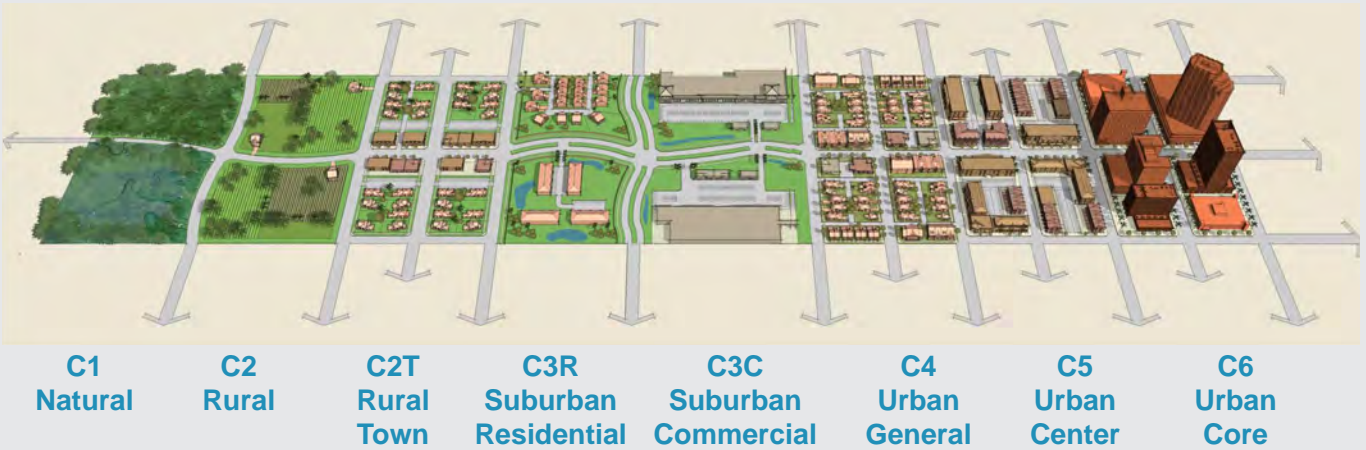 C1
Natural
C2
Rural
C2T
Rural
Town
C3R
Suburban
Residential
C3C
Suburban
Commercial
C4
Urban
General
C5
Urban
Center
C6
Urban
Core